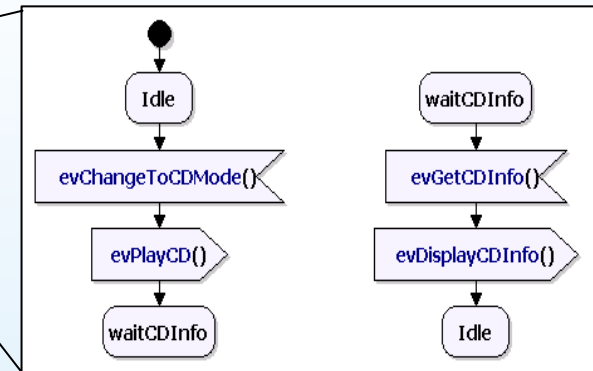 Idle
evChangeToCDMode()
evPlayCD()
waitCDInfo
waitCDInfo
evGetCDInfo()
evDisplayCDInfo()
Idle